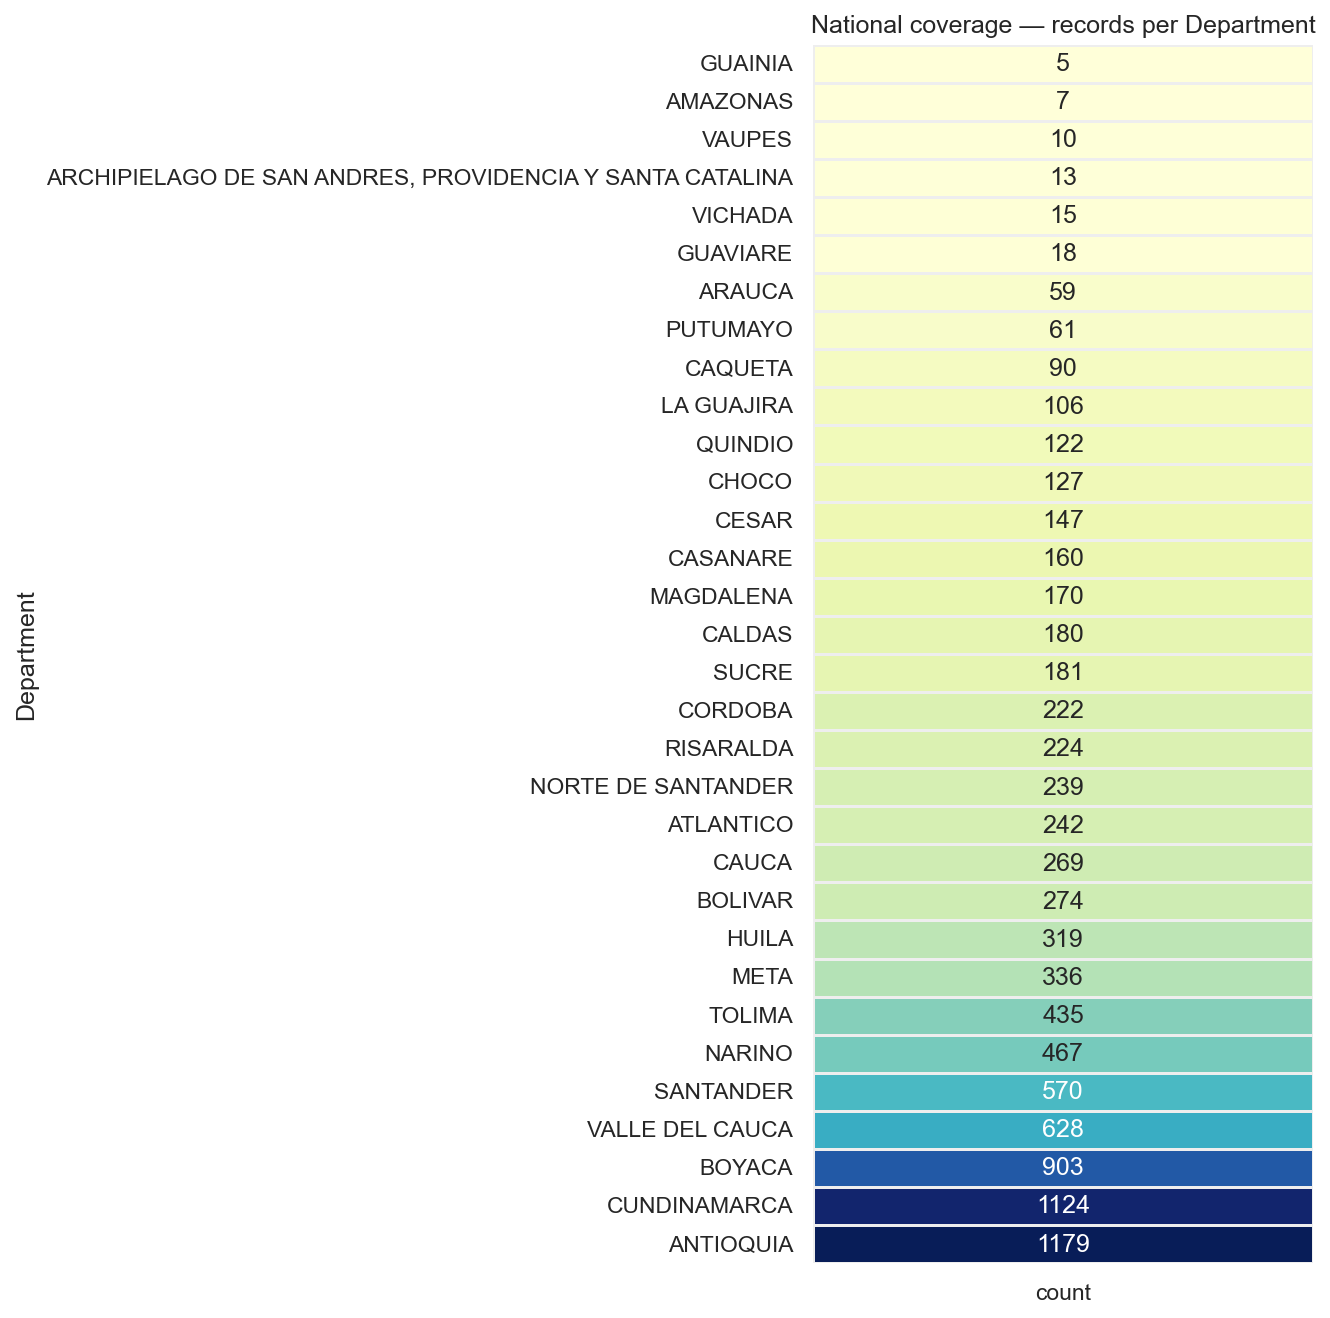 National coverage — records per Department
GUAINIA 5
AMAZONAS 7
VAUPES 10
ARCHIPIELAGO DE SAN ANDRES, PROVIDENCIA Y SANTA CATALINA 13
VICHADA 15
GUAVIARE 18
ARAUCA 59
PUTUMAYO 61
CAQUETA 90
LA GUAJIRA 106
QUINDIO 122
CHOCO 127
CESAR 147
CASANARE 160
MAGDALENA 170
CALDAS 180
SUCRE 181
CORDOBA 222
RISARALDA 224
NORTE DE SANTANDER 239
ATLANTICO 242
CAUCA 269
BOLIVAR 274
HUILA 319
META 336
TOLIMA 435
NARINO 467
SANTANDER 570
VALLE DEL CAUCA 628
BOYACA 903
CUNDINAMARCA 1124
ANTIOQUIA 1179
count
Department